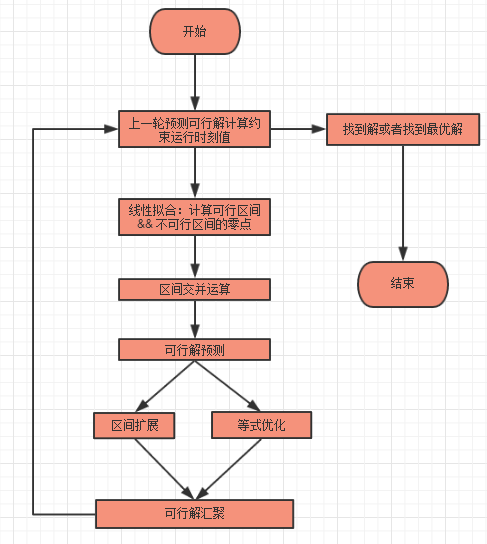 开始
上一轮预测可行解计算约
束运行时刻值
找到解或者找到最优解
线性拟合：计算可行区间
&& 不可行区间的零点
结束
区间交并运算
可行解预测
区间扩展
等式优化
可行解汇聚